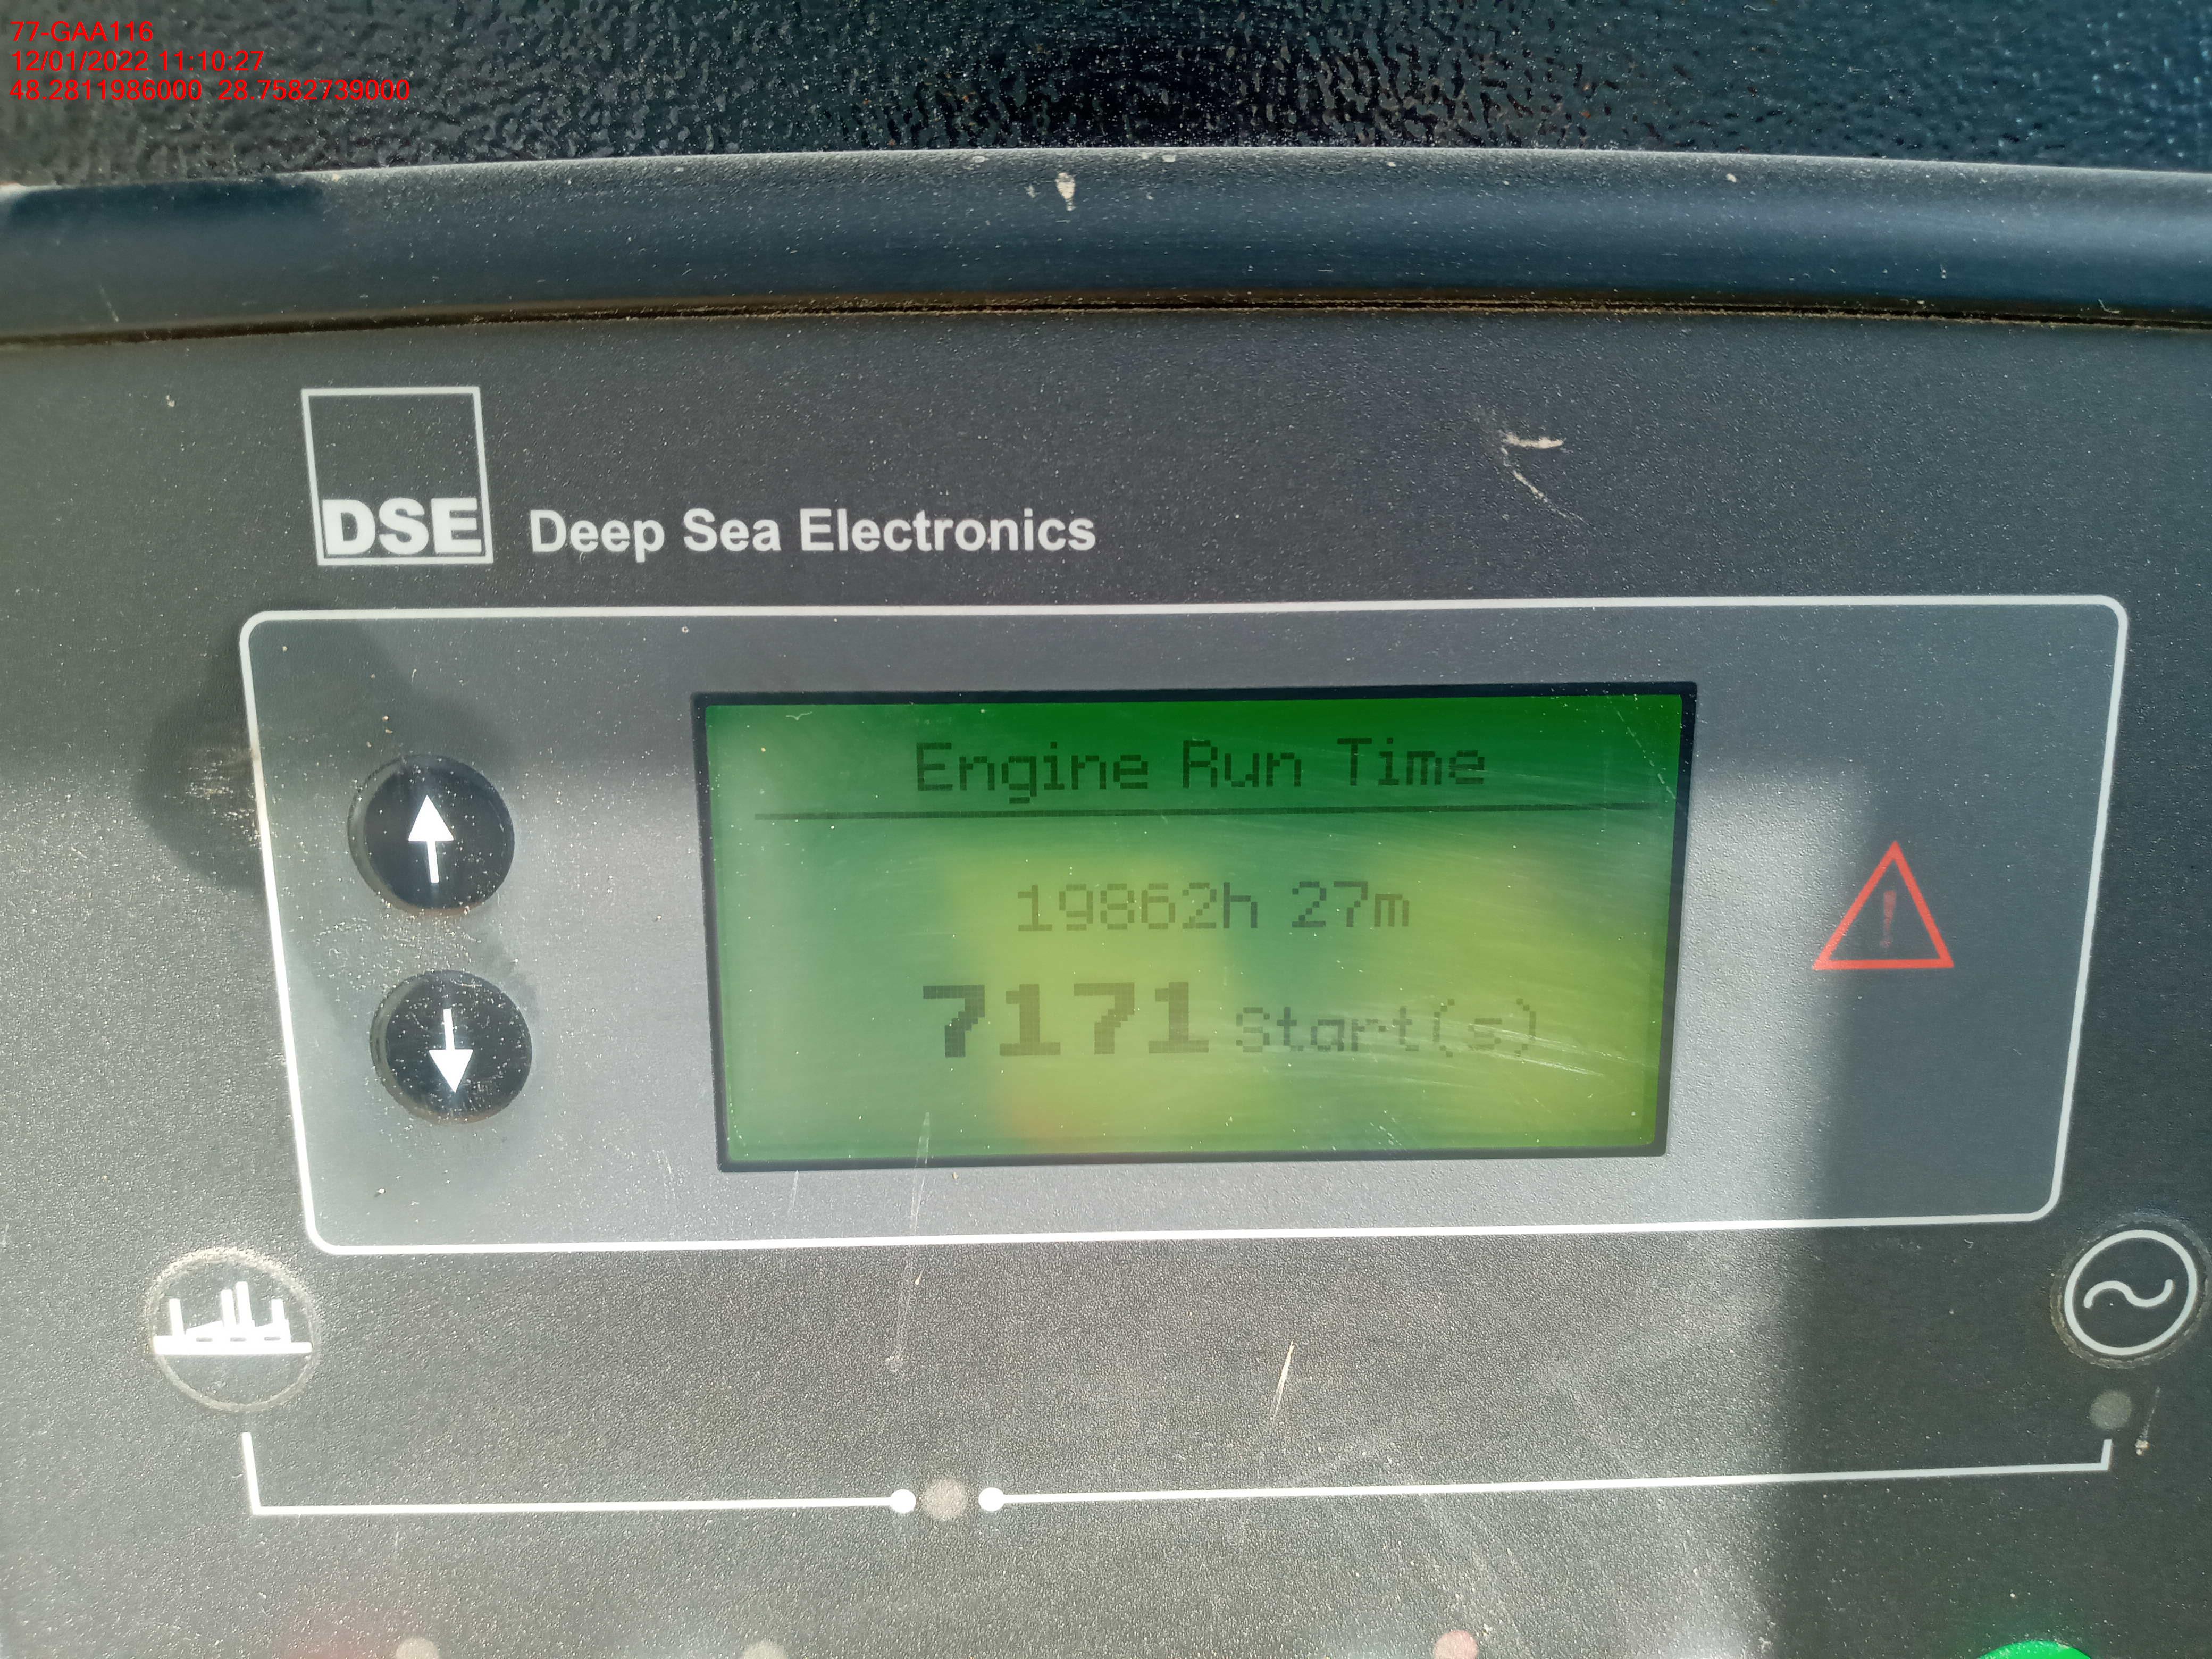 77-GAA116
12/01/2022 11:10:27
48.2811986000 28.7582739000
DSE Deep Sea Electronics
Engine Run Time
19862h 27m
7171 Start(s)